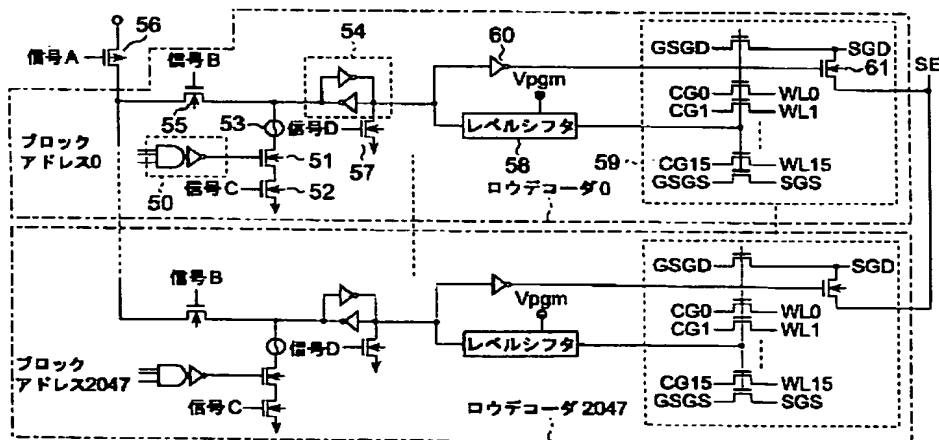 56
信号A
信号B
55
54
60
Vpgm
GSGD
SGD
61
SE
53
信号D
CG0
WL0
CG1
WL1
ブロック
アドレス0
51
57
レベルシフタ
58
59
CG15
WL15
50
信号C
52
ロウデコーダ0
GSGS
SGS
信号B
Vpgm
GSGD
SGD
信号D
CG0
WL0
CG1
WL1
レベルシフタ
ブロック
アドレス2047
CG15
WL15
信号C
ロウデコーダ2047
GSGS
SGS